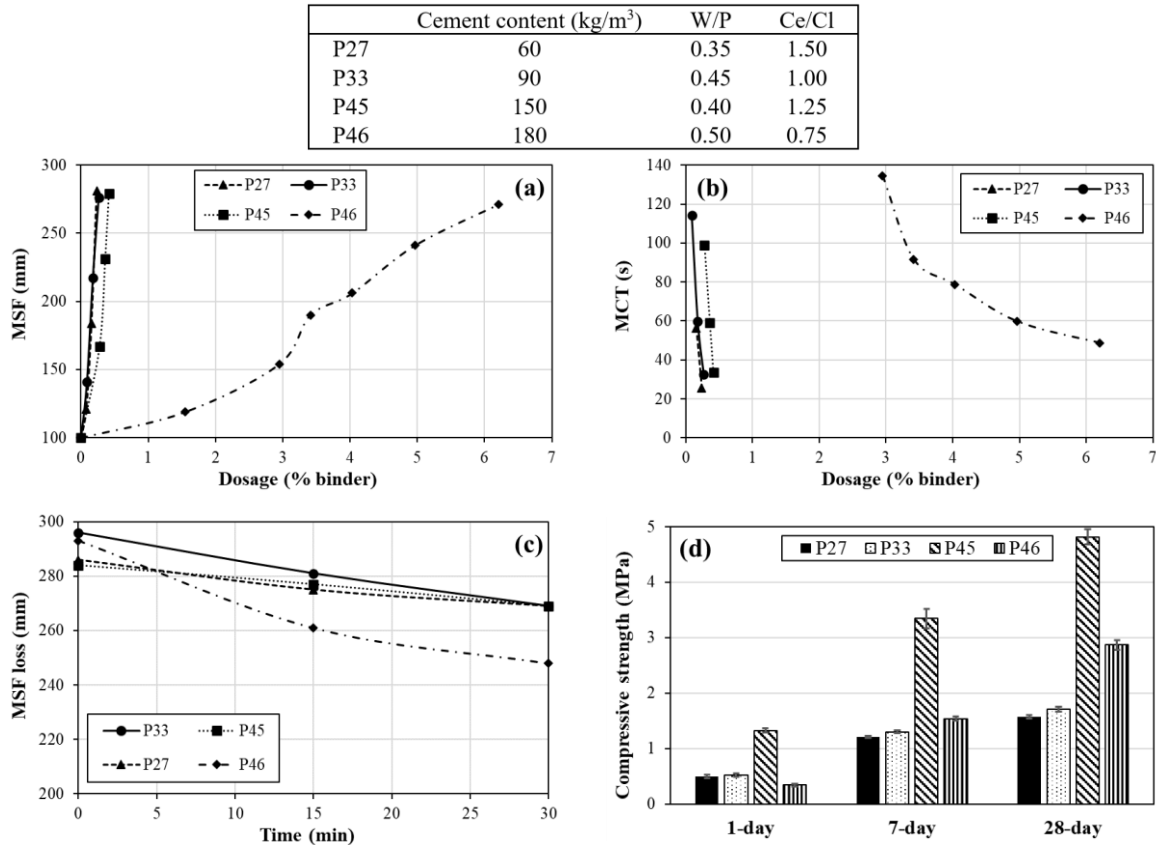 Cement content (kg/m³) W/P Ce/Cl
P27 60 0.35 1.50
P33 90 0.45 1.00
P45 150 0.40 1.25
P46 180 0.50 0.75
300
250
200
150
100
MSF (mm)
(a)
P27 P33
P45 P46
0 1 2 3 4 5 6 7
Dosage (% binder)
140
120
100
80
60
40
20
0
MCT (s)
(b)
P27 P33
P45 P46
0 1 2 3 4 5 6 7
Dosage (% binder)
300
280
260
240
220
200
MSF loss (mm)
(c)
P33 P45
P27 P46
0 5 10 15 20 25 30
Time (min)
5
4
3
2
1
0
Compressive strength (MPa)
(d)
P27 P33 P45 P46
1-day 7-day 28-day